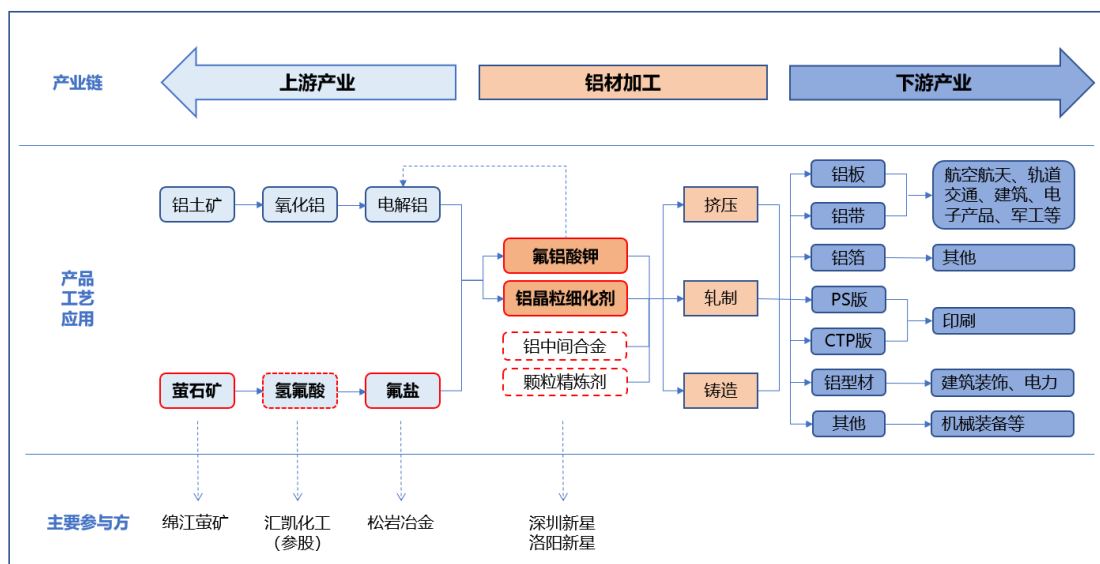 产业链
上游产业
铝材加工
下游产业
产品
工艺
应用
铝土矿
氧化铝
电解铝
萤石矿
氢氟酸
氟盐
氟铝酸钾
铝晶粒细化剂
铝中间合金
颗粒精炼剂
挤压
轧制
铸造
铝板
铝带
铝箔
PS版
CTP版
铝型材
其他
航空航天、轨道
交通、建筑、电
子产品、军工等
其他
印刷
建筑装饰、电力
机械装备等
主要参与方
绵江萤矿
汇凯化工
（参股）
松岩冶金
深圳新星
洛阳新星